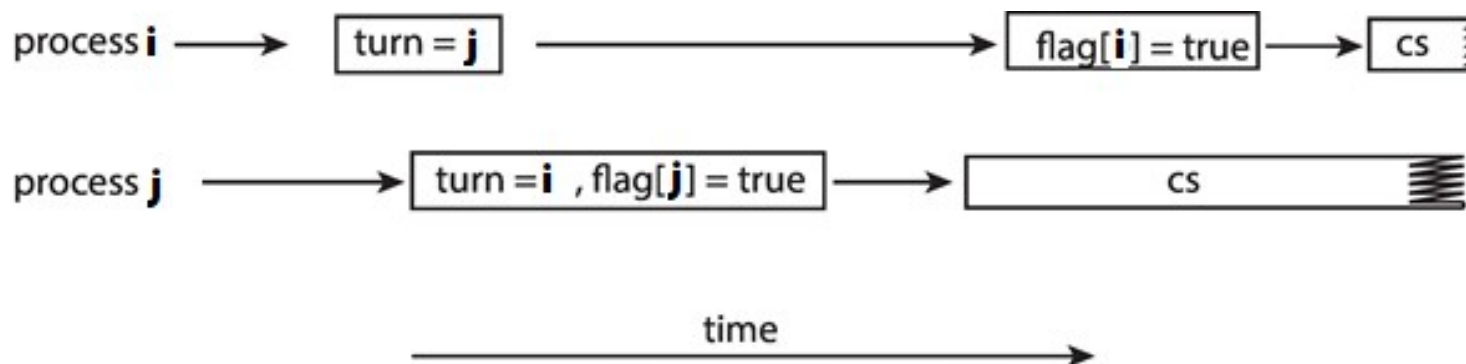 process i turn = j flag[i] = true cs
process j turn = i , flag[j] = true cs
time